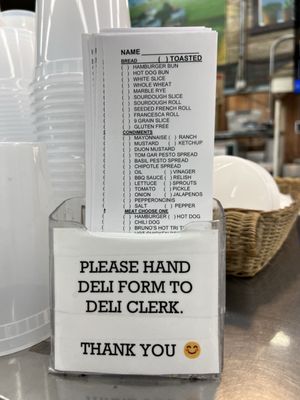 NAME
BREAD ( ) TOASTED
( ) HAMBURGER BUN
( ) HOT DOG BUN
( ) WHITE SLICE
( ) WHOLE WHEAT
( ) MARBLE RYE
( ) SOURDOUGH SLICE
( ) SOURDOUGH ROLL
( ) SEEDED FRENCH ROLL
( ) FRANCESCA ROLL
( ) 9 GRAIN SLICE
( ) GLUTEN FREE
CONDIMENTS
( ) MAYONNAISE ( ) RANCH
( ) MUSTARD ( ) KETCHUP
( ) DIJON MUSTARD
( ) TOM GAR PESTO SPREAD
( ) BASIL PESTO SPREAD
( ) CHIPOTLE SPREAD
( ) OIL ( ) VINAGER
( ) BBQ SAUCE ( ) RELISH
( ) LETTUCE ( ) SPROUTS
( ) TOMATO ( ) PICKLE
( ) ONION ( ) JALAPENOS
( ) PEPPERONCINIS
( ) SALT ( ) PEPPER
MEAT CHOOSE ONE
( ) HAMBURGER ( ) HOT DOG
( ) CHILI DOG
( ) BRUNO'S HOT TRI
PLEASE HAND
DELI FORM TO
DELI CLERK.
THANK YOU 😊